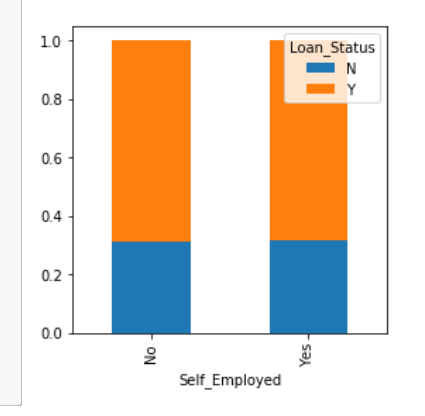 1.0
0.8
0.6
0.4
0.2
0.0
Loan_Status
N
Y
No
Yes
Self_Employed